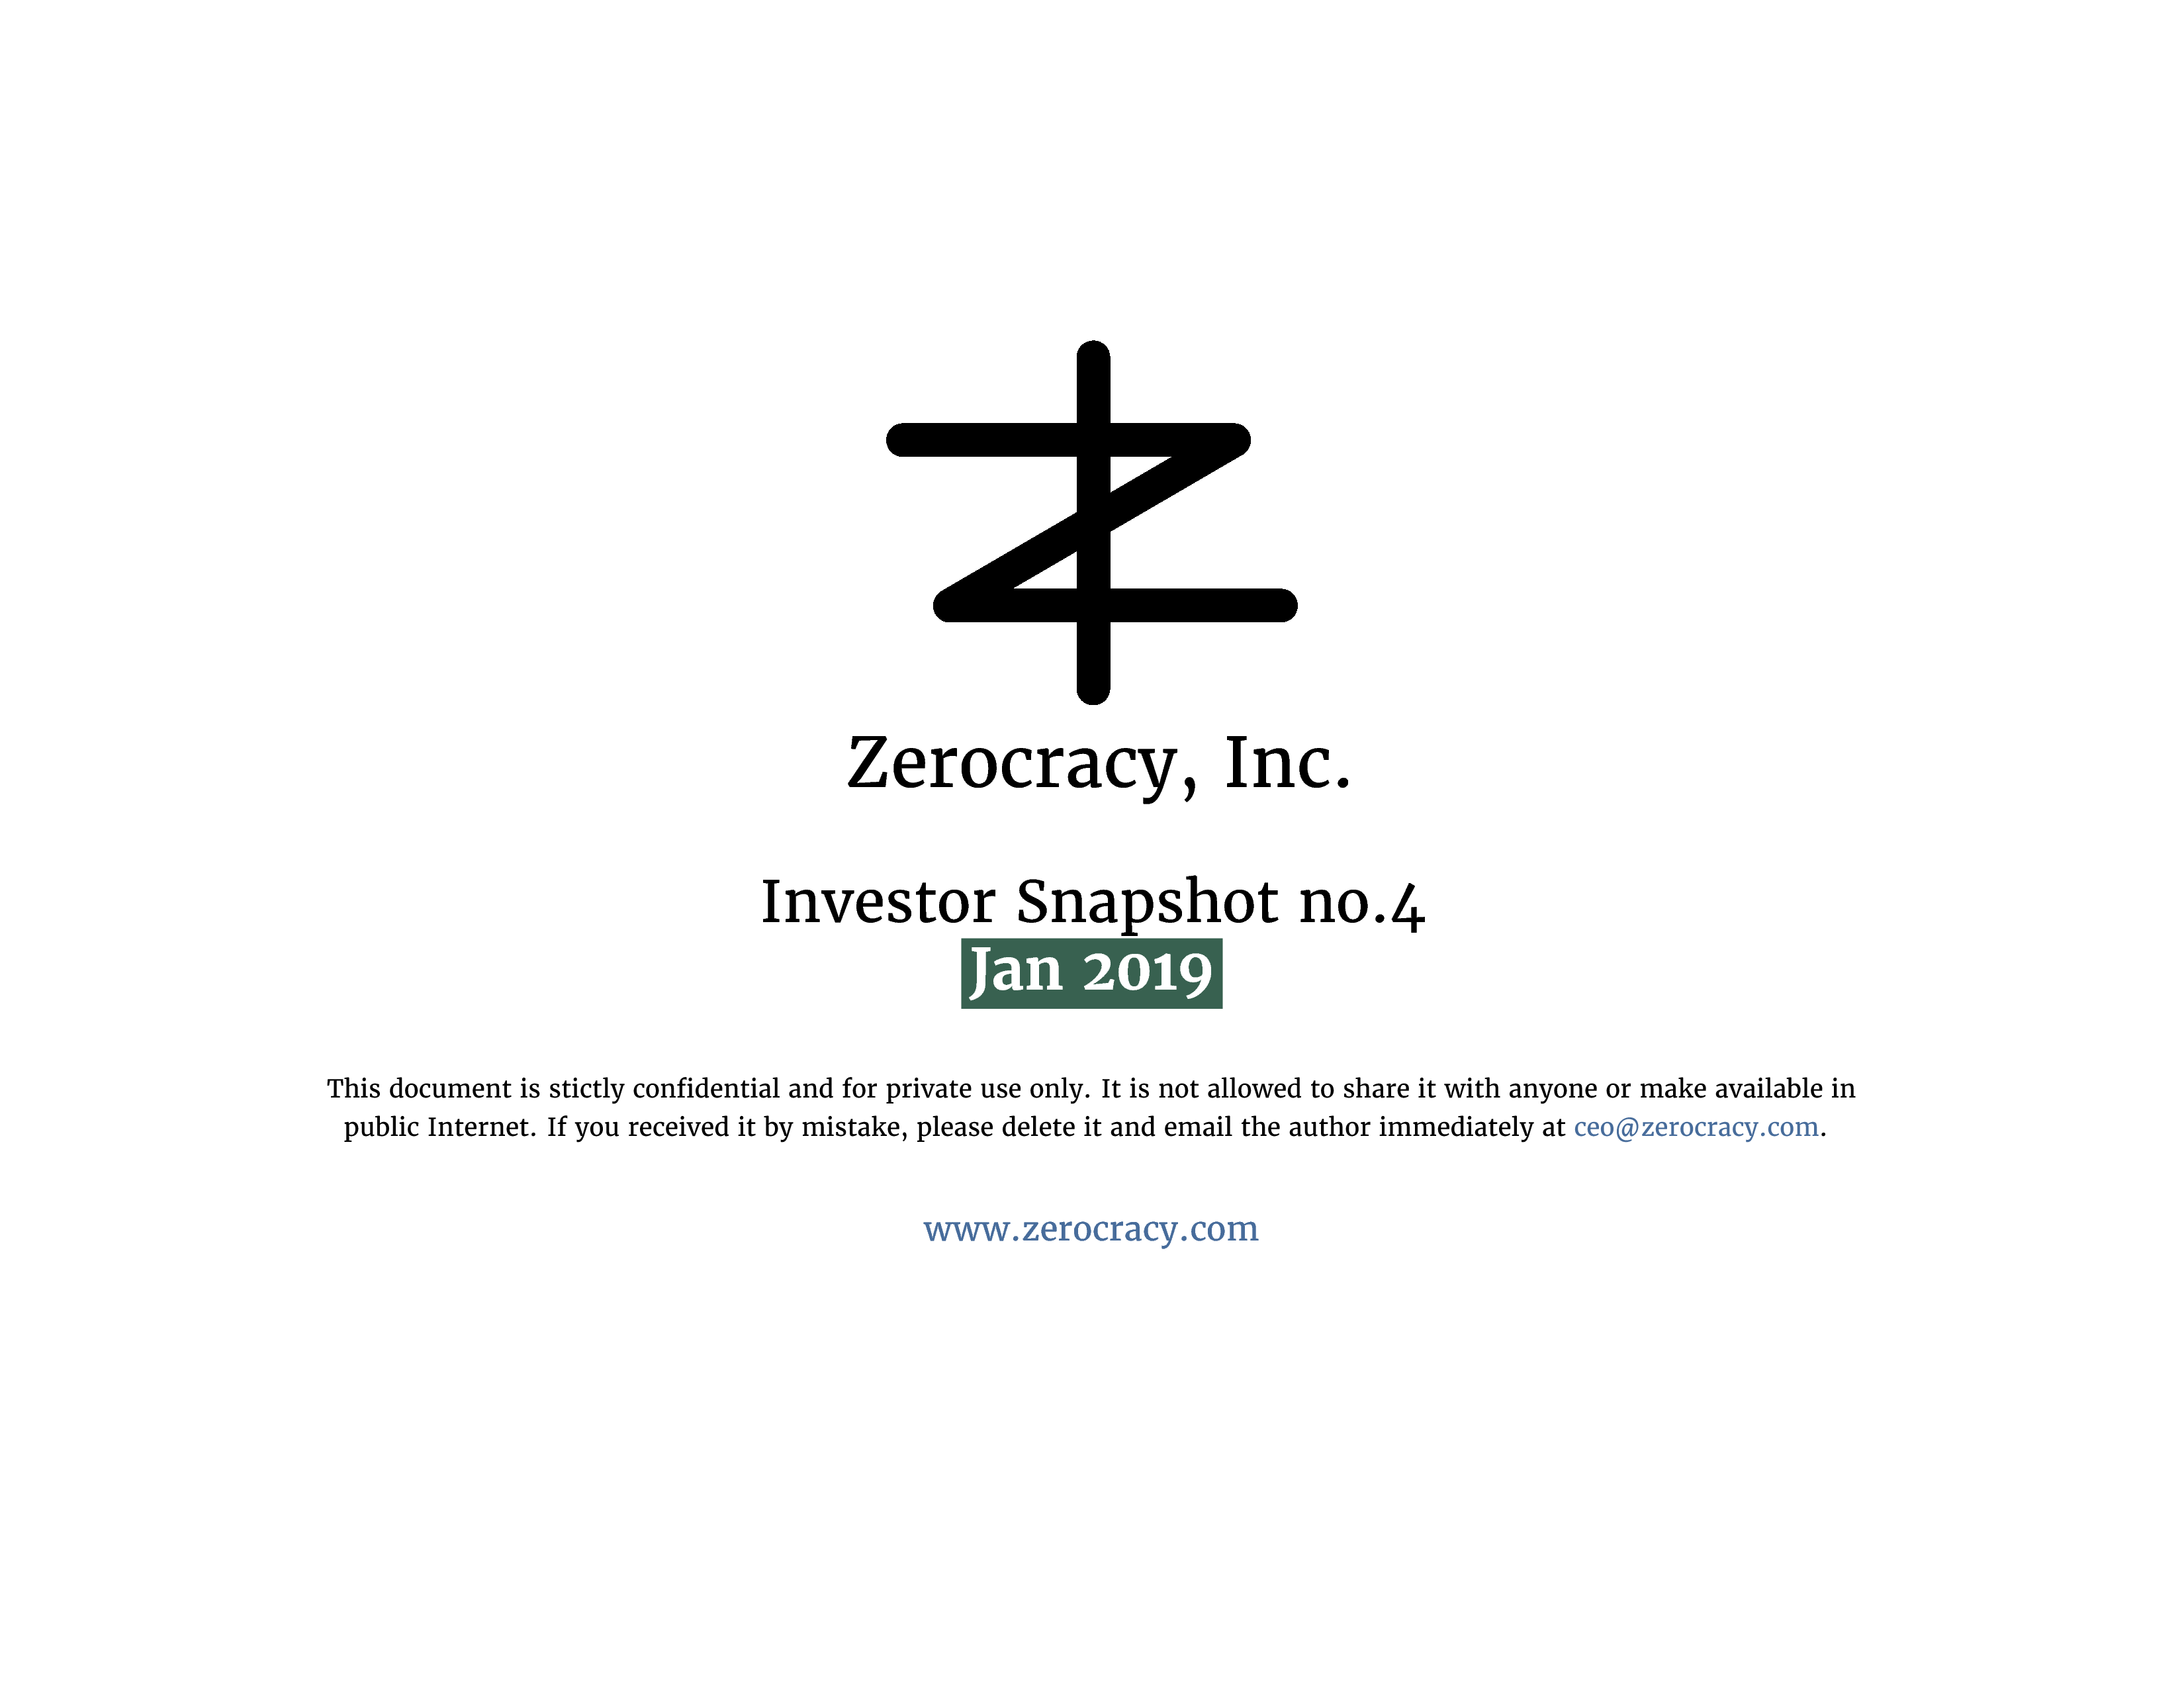 Zerocracy, Inc.
Investor Snapshot no.4
Jan 2019
This document is stictly confidential and for private use only. It is not allowed to share it with anyone or make available in
public Internet. If you received it by mistake, please delete it and email the author immediately at ceo@zerocracy.com.
www.zerocracy.com